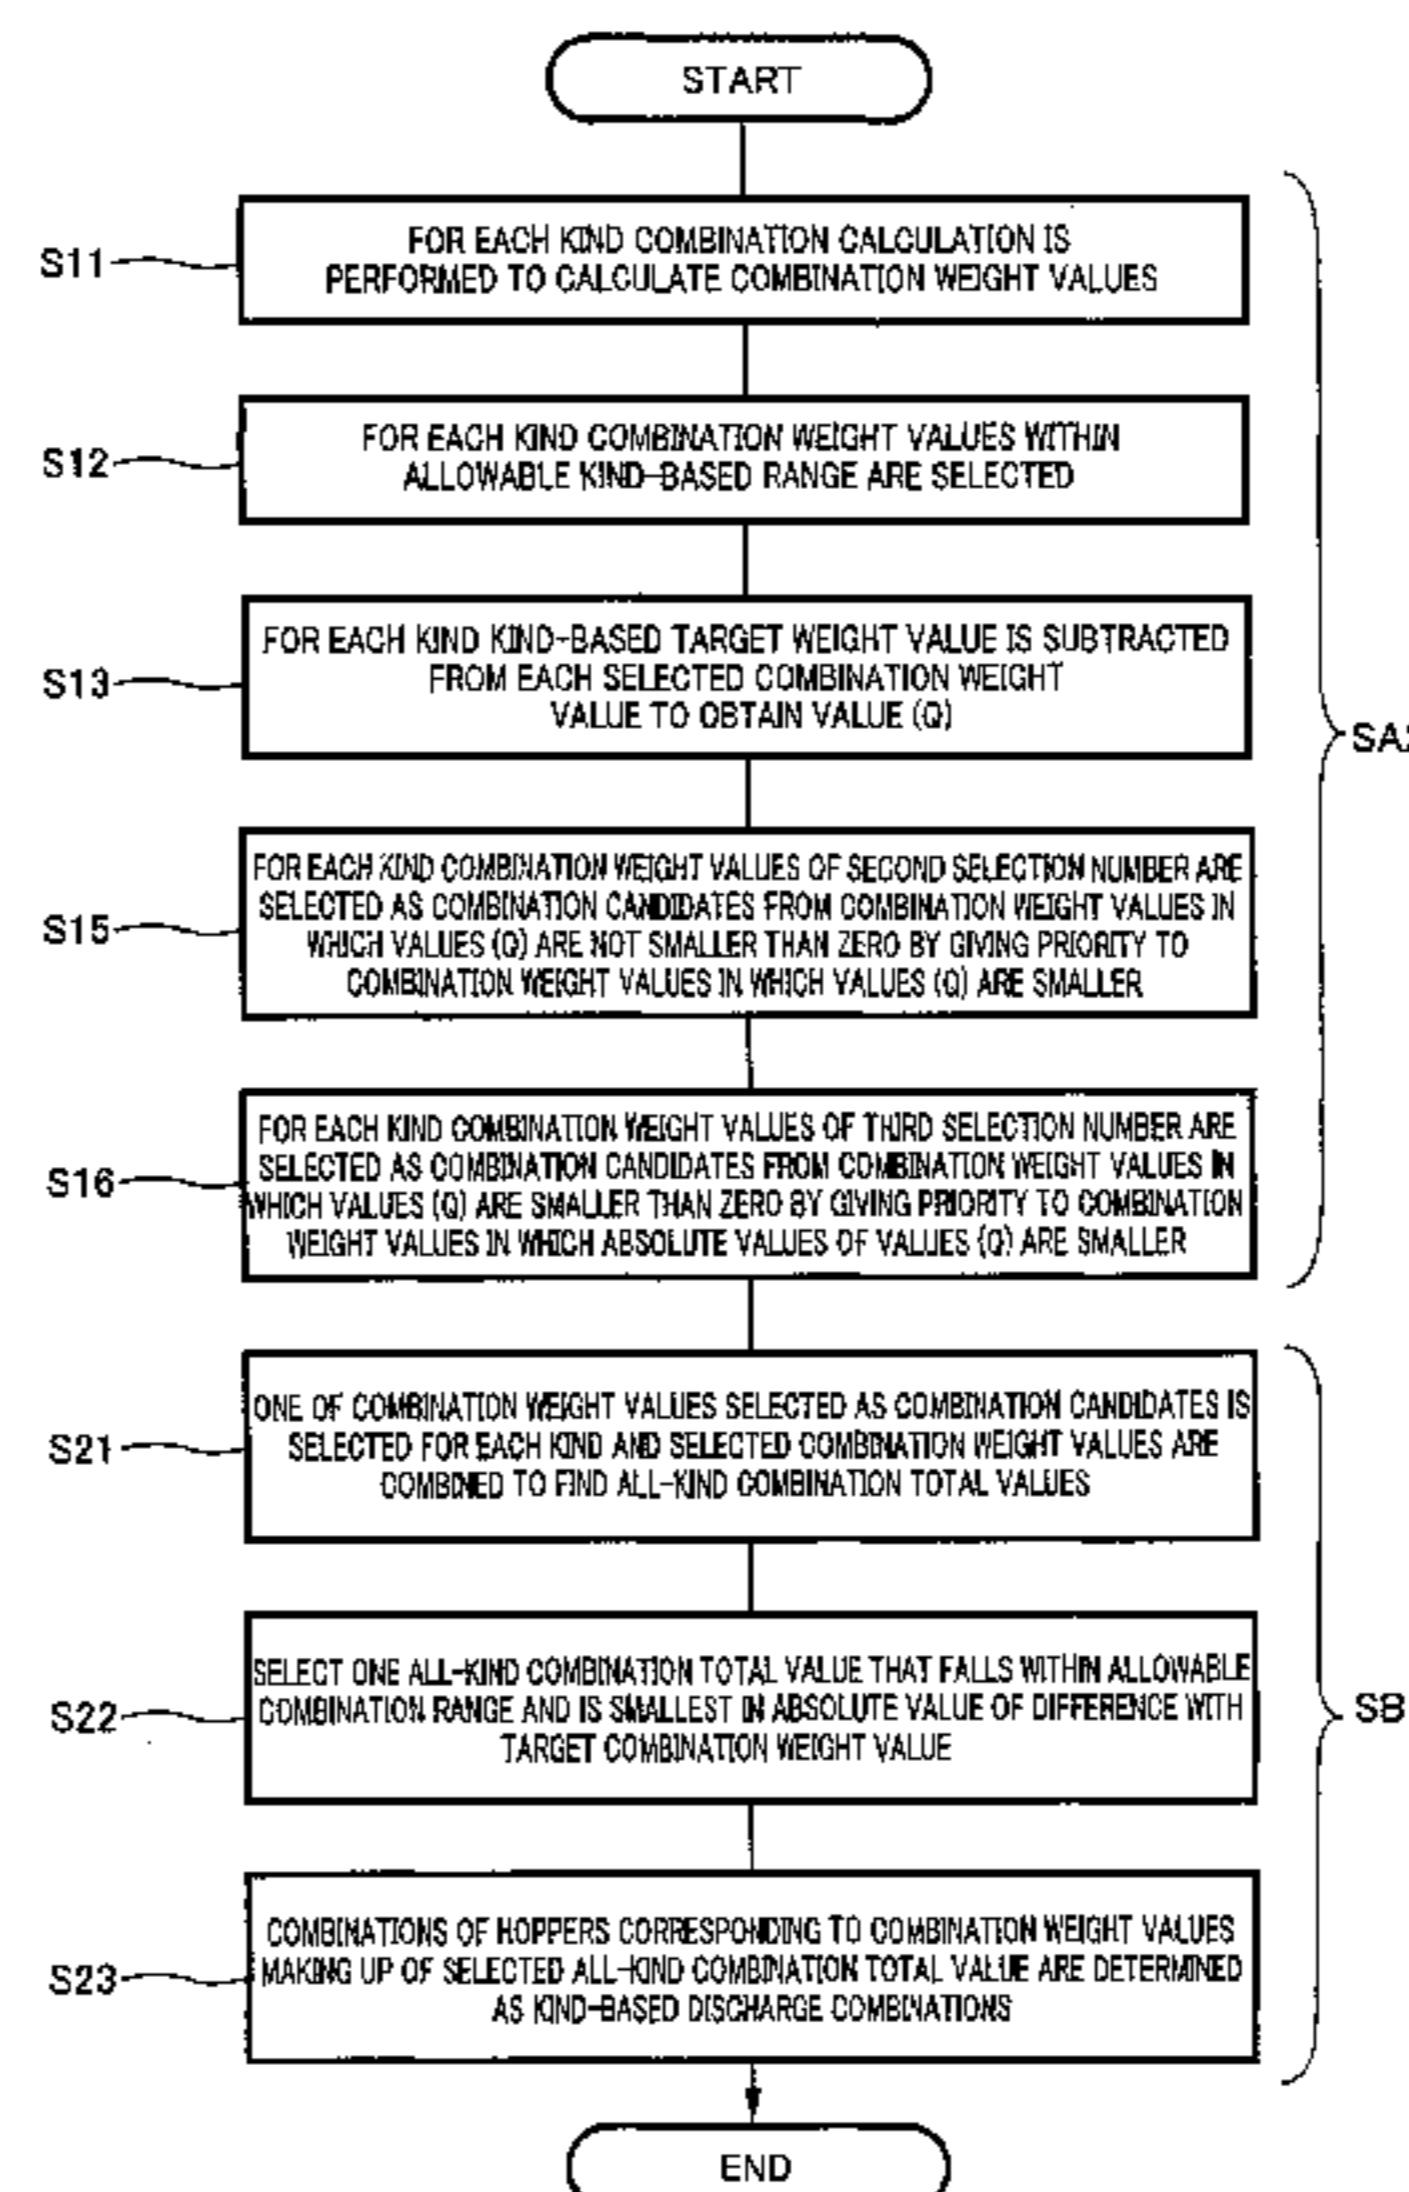 START
S11
FOR EACH KIND COMBINATION CALCULATION IS
PERFORMED TO CALCULATE COMBINATION WEIGHT VALUES
S12
FOR EACH KIND COMBINATION WEIGHT VALUES WITHIN
ALLOWABLE KIND-BASED RANGE ARE SELECTED
S13
FOR EACH KIND KIND-BASED TARGET WEIGHT VALUE IS SUBTRACTED
FROM EACH SELECTED COMBINATION WEIGHT
VALUE TO OBTAIN VALUE (Q)
SA2
S15
FOR EACH KIND COMBINATION WEIGHT VALUES OF SECOND SELECTION NUMBER ARE
SELECTED AS COMBINATION CANDIDATES FROM COMBINATION WEIGHT VALUES IN
WHICH VALUES (Q) ARE NOT SMALLER THAN ZERO BY GIVING PRIORITY TO
COMBINATION WEIGHT VALUES IN WHICH VALUES (Q) ARE SMALLER
S16
FOR EACH KIND COMBINATION WEIGHT VALUES OF THIRD SELECTION NUMBER ARE
SELECTED AS COMBINATION CANDIDATES FROM COMBINATION WEIGHT VALUES IN
WHICH VALUES (Q) ARE SMALLER THAN ZERO BY GIVING PRIORITY TO COMBINATION
WEIGHT VALUES IN WHICH ABSOLUTE VALUES OF VALUES (Q) ARE SMALLER
S21
ONE OF COMBINATION WEIGHT VALUES SELECTED AS COMBINATION CANDIDATES IS
SELECTED FOR EACH KIND AND SELECTED COMBINATION WEIGHT VALUES ARE
COMBINED TO FIND ALL-KIND COMBINATION TOTAL VALUES
S22
SELECT ONE ALL-KIND COMBINATION TOTAL VALUE THAT FALLS WITHIN ALLOWABLE
COMBINATION RANGE AND IS SMALLEST IN ABSOLUTE VALUE OF DIFFERENCE WITH
TARGET COMBINATION WEIGHT VALUE
SB
S23
COMBINATIONS OF HOPPERS CORRESPONDING TO COMBINATION WEIGHT VALUES
MAKING UP OF SELECTED ALL-KIND COMBINATION TOTAL VALUE ARE DETERMINED
AS KIND-BASED DISCHARGE COMBINATIONS
END